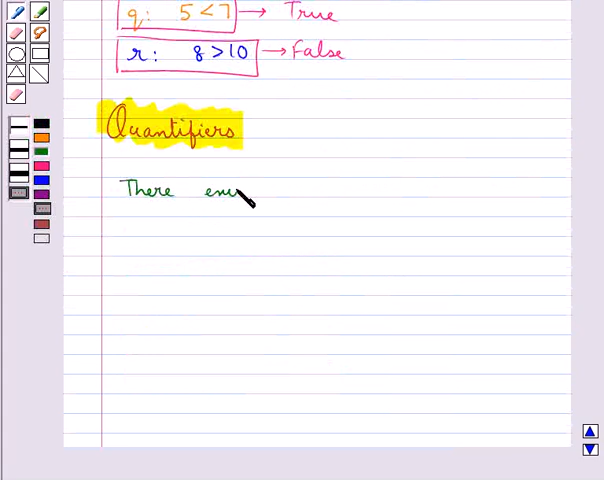 q: 5 < 7 → True
r: 8 > 10 → False
Quantifiers
There